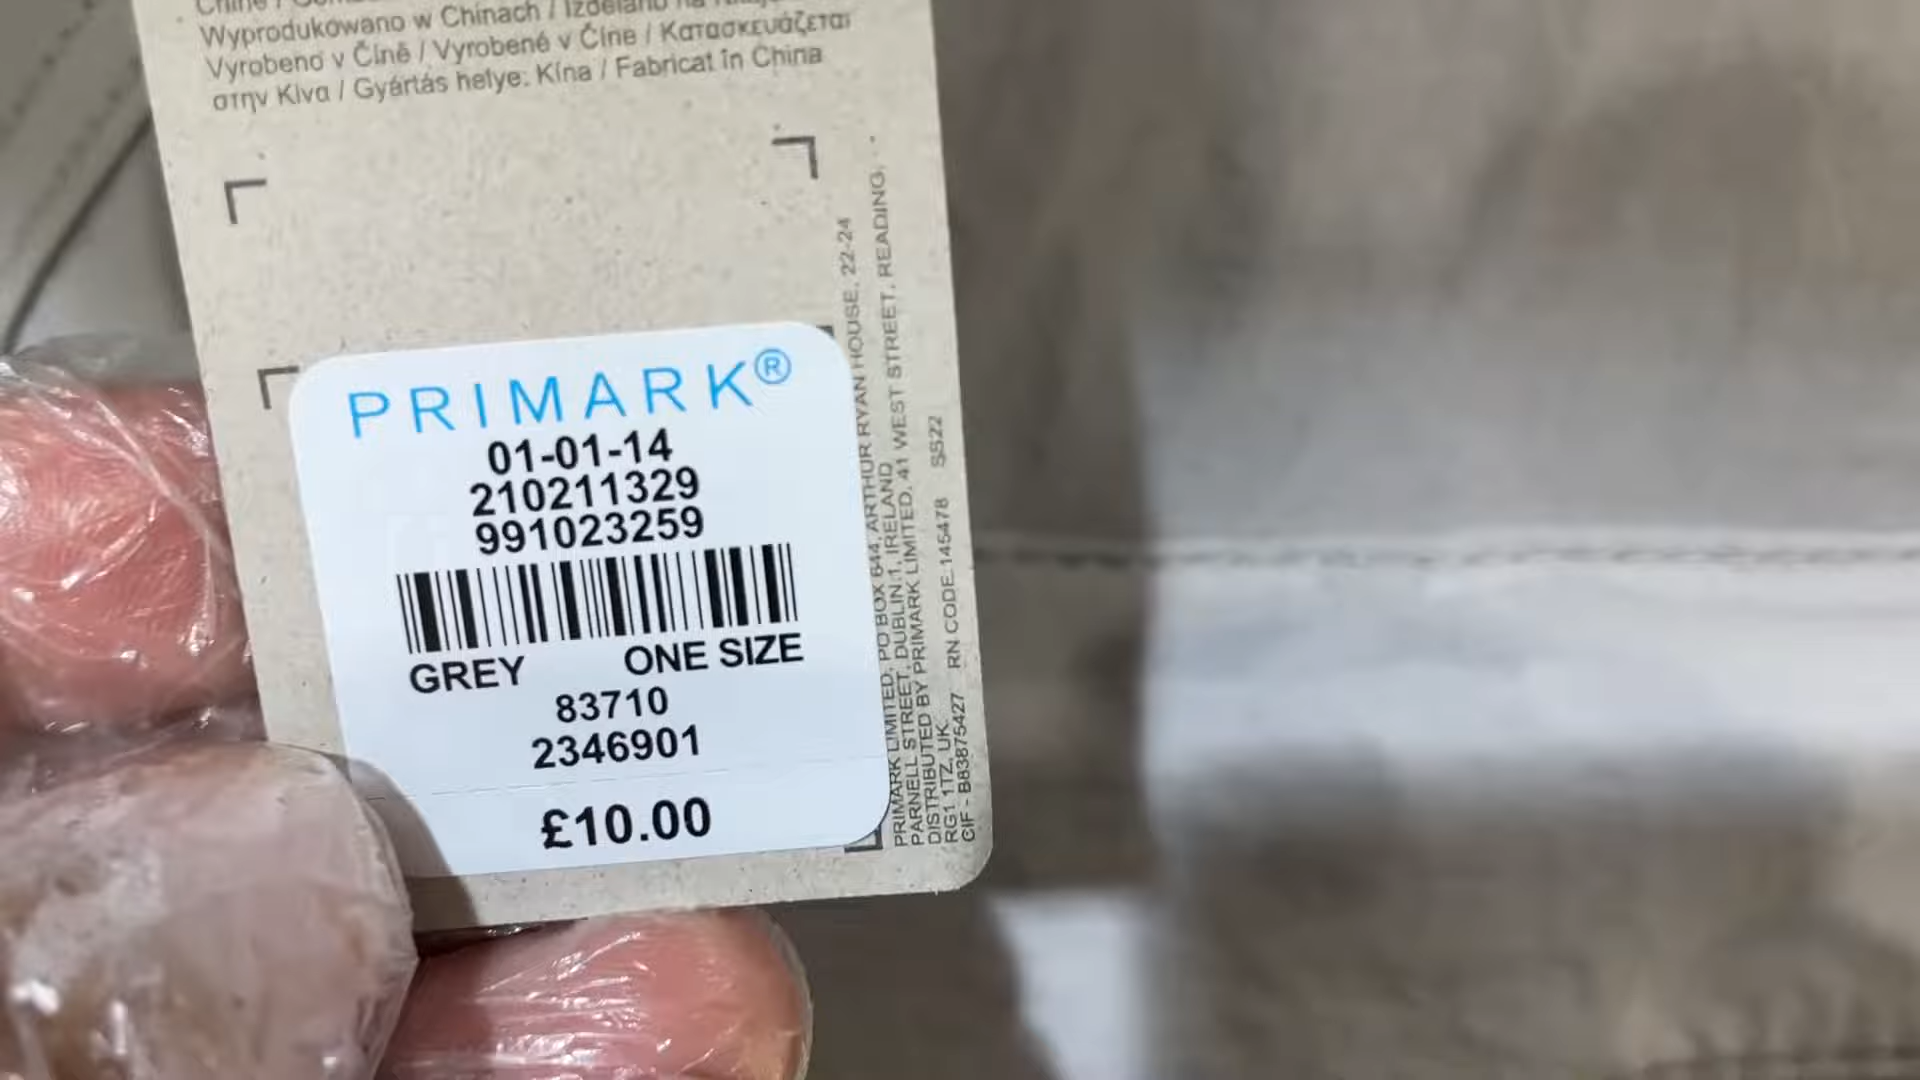 Chine /
Wyprodukowano w Chinach / Izdelano na
Vyrobeno v Číně / Vyrobené v Číne / Κατασκευάζεται
στην Κίνα / Gyártás helye: Kína / Fabricat în China
PRIMARK®
01-01-14
210211329
991023259
GREY ONE SIZE
83710
2346901
£10.00
PRIMARK LIMITED, PO BOX 644, ARTHUR RYAN HOUSE, 22-24
PARNELL STREET, DUBLIN 1, IRELAND
DISTRIBUTED BY PRIMARK LIMITED, 41 WEST STREET, READING,
RG1 1TZ, UK
CIF - B83875427 RN CODE 145478 SS22